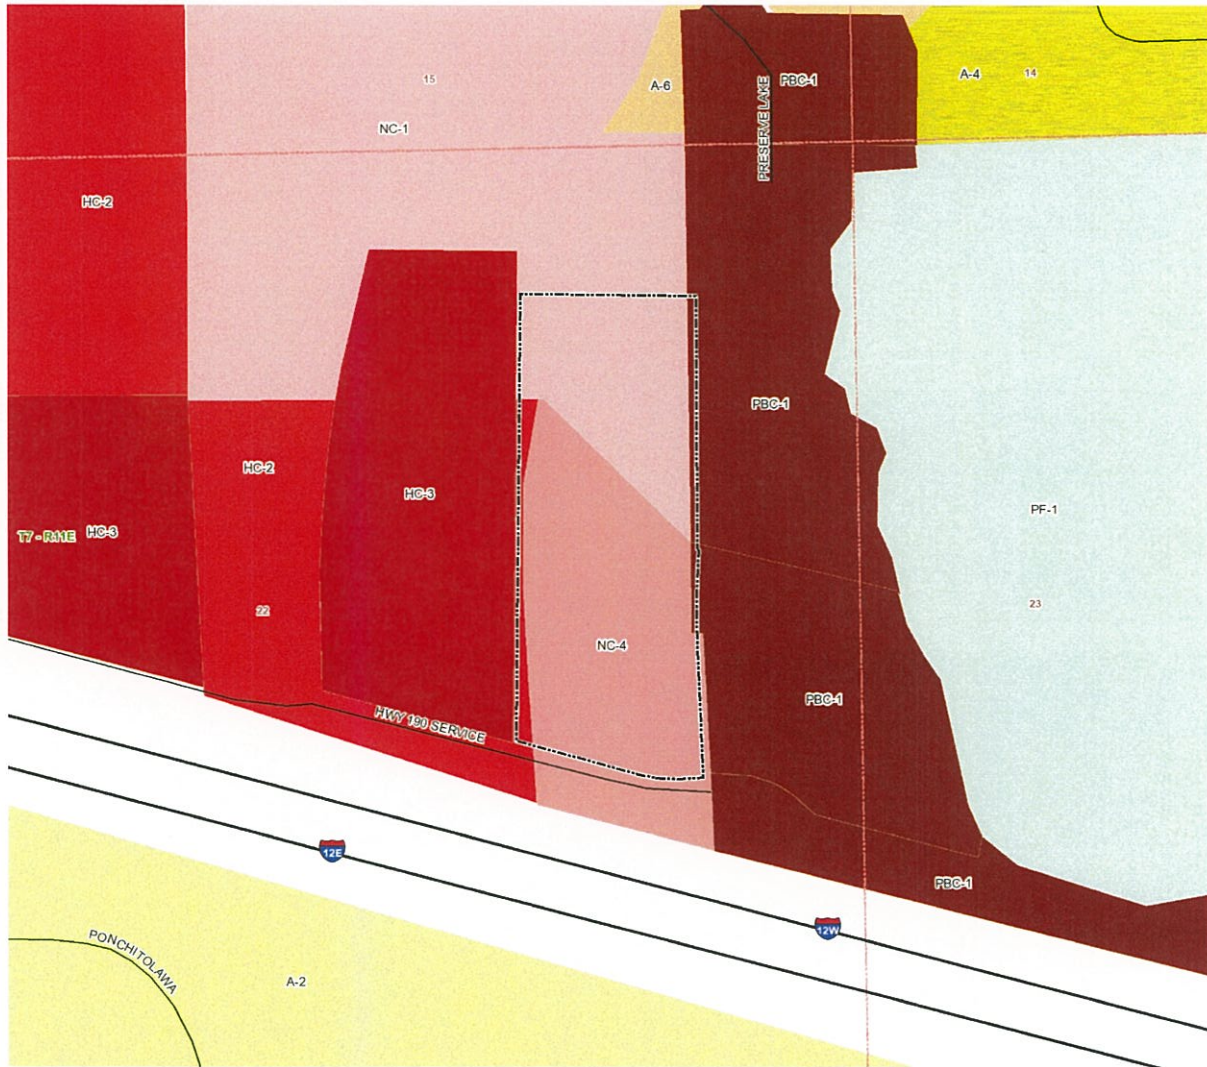 15
A-6
PBC-1
A-4
14
NC-1
PRESERVE LAKE
HC-2
PBC-1
HC-2
HC-3
PF-1
T7 - R11E
HC-3
22
23
NC-4
PBC-1
HWY 190 SERVICE
12E
PBC-1
12W
PONCHITOLAWA
A-2